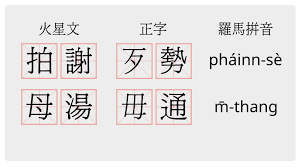 火星文 正字 羅馬拼音
拍謝 歹勢 pháinn-sè
母湯 毋通 m̄-thang